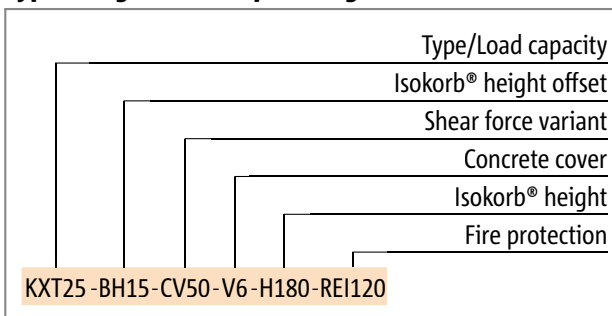 Type/Load capacity
Isokorb® height offset
Shear force variant
Concrete cover
Isokorb® height
Fire protection
KXT25-BH15-CV50-V6-H180-REI120